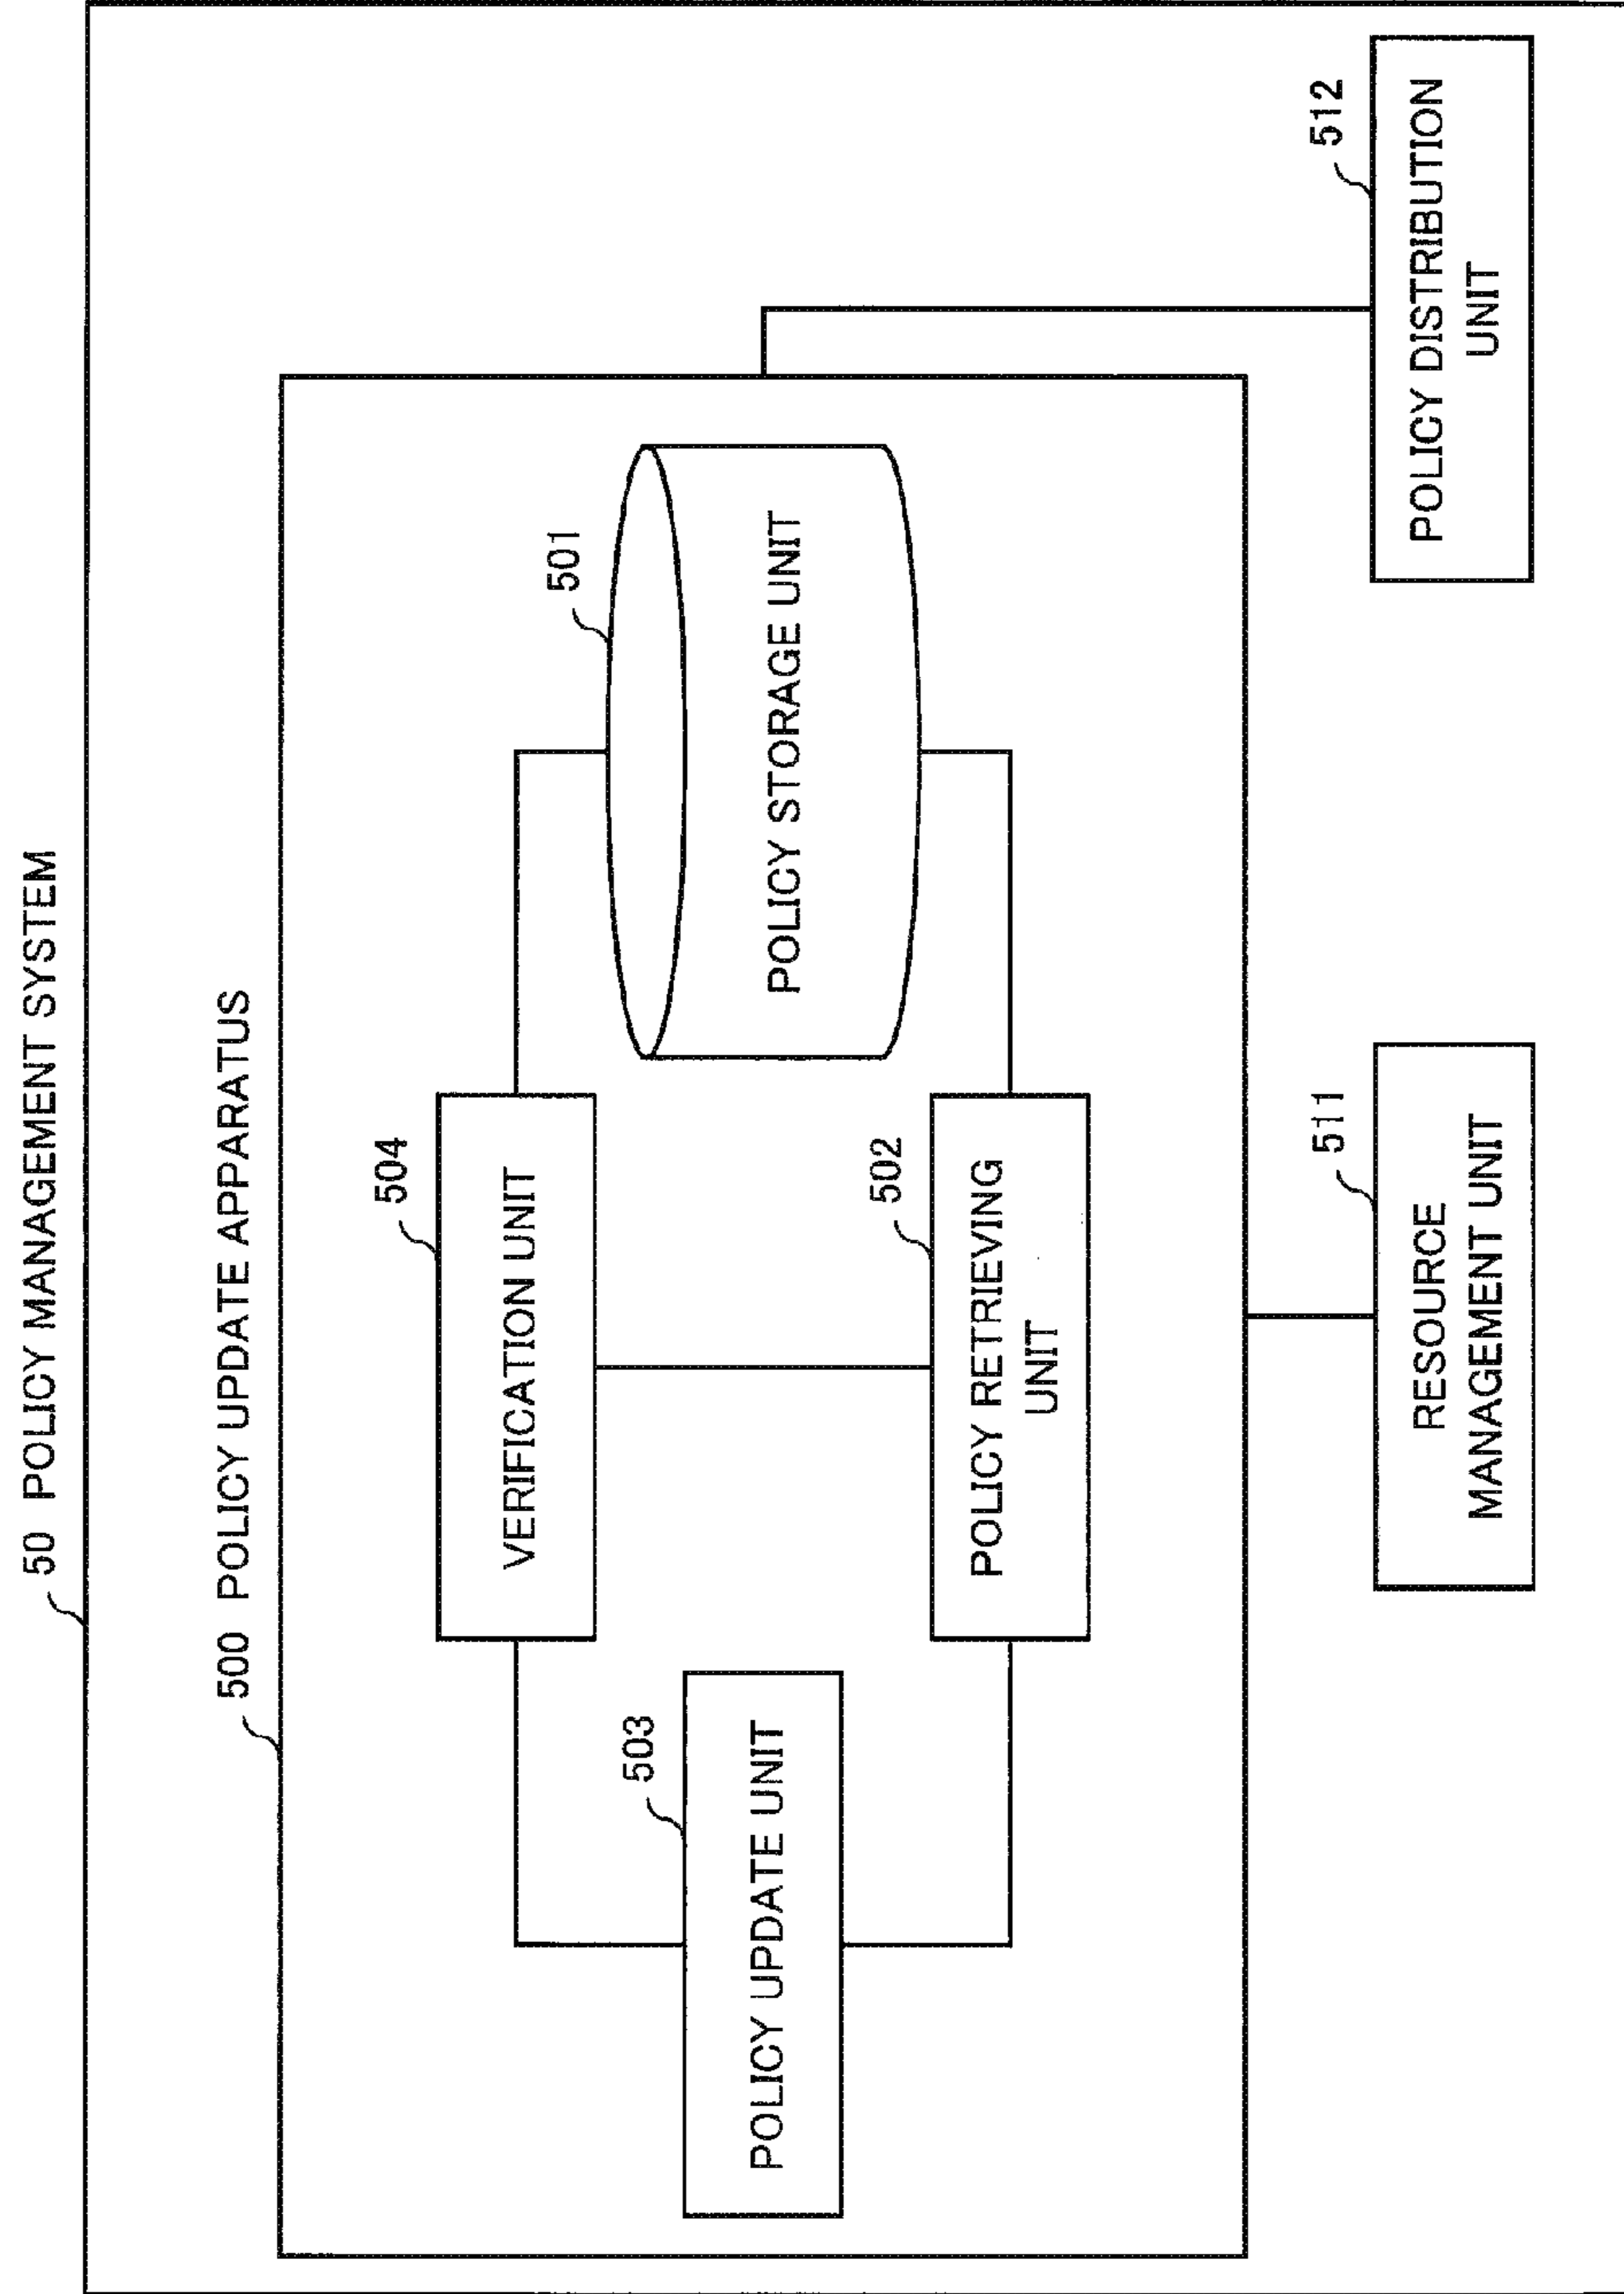 50 POLICY MANAGEMENT SYSTEM
500 POLICY UPDATE APPARATUS
504
VERIFICATION UNIT
503
POLICY UPDATE UNIT
501
POLICY STORAGE UNIT
502
POLICY RETRIEVING
UNIT
511
RESOURCE
MANAGEMENT UNIT
512
POLICY DISTRIBUTION
UNIT